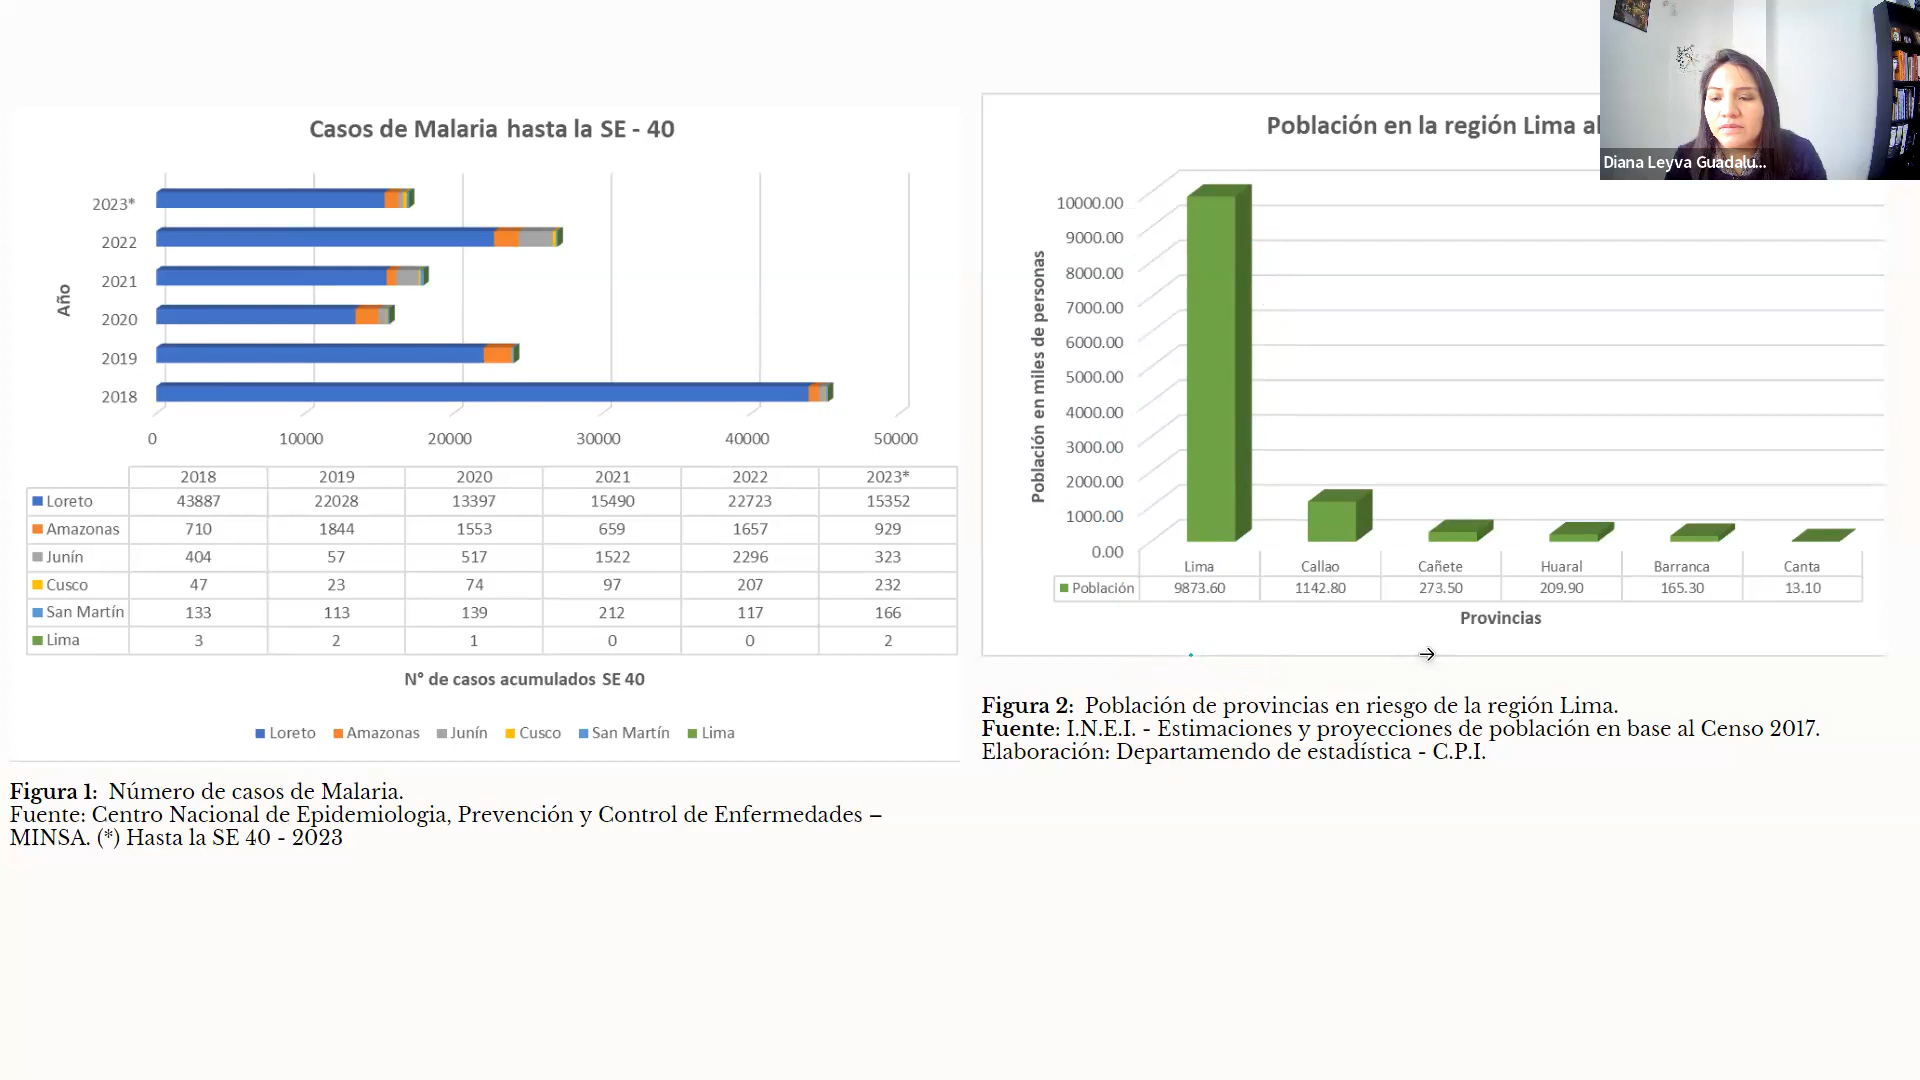 Casos de Malaria hasta la SE - 40
Año
2023*
2022
2021
2020
2019
2018
0 10000 20000 30000 40000 50000
2018 2019 2020 2021 2022 2023*
Loreto 43887 22028 13397 15490 22723 15352
Amazonas 710 1844 1553 659 1657 929
Junín 404 57 517 1522 2296 323
Cusco 47 23 74 97 207 232
San Martín 133 113 139 212 117 166
Lima 3 2 1 0 0 2
N° de casos acumulados SE 40
Loreto Amazonas Junín Cusco San Martín Lima
Figura 1: Número de casos de Malaria.
Fuente: Centro Nacional de Epidemiologia, Prevención y Control de Enfermedades –
MINSA. (*) Hasta la SE 40 - 2023
Población en la región Lima al
Población en miles de personas
10000.00
9000.00
8000.00
7000.00
6000.00
5000.00
4000.00
3000.00
2000.00
1000.00
0.00
Lima Callao Cañete Huaral Barranca Canta
Población 9873.60 1142.80 273.50 209.90 165.30 13.10
Provincias
Figura 2: Población de provincias en riesgo de la región Lima.
Fuente: I.N.E.I. - Estimaciones y proyecciones de población en base al Censo 2017.
Elaboración: Departamendo de estadística - C.P.I.
Diana Leyva Guadalu...